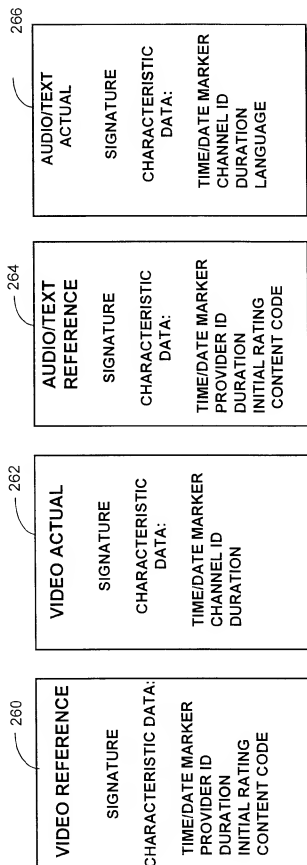 260
VIDEO REFERENCE
SIGNATURE
CHARACTERISTIC DATA:
TIME/DATE MARKER
PROVIDER ID
DURATION
INITIAL RATING
CONTENT CODE
262
VIDEO ACTUAL
SIGNATURE
CHARACTERISTIC
DATA:
TIME/DATE MARKER
CHANNEL ID
DURATION
264
AUDIO/TEXT
REFERENCE
SIGNATURE
CHARACTERISTIC
DATA:
TIME/DATE MARKER
PROVIDER ID
DURATION
INITIAL RATING
CONTENT CODE
266
AUDIO/TEXT
ACTUAL
SIGNATURE
CHARACTERISTIC
DATA:
TIME/DATE MARKER
CHANNEL ID
DURATION
LANGUAGE